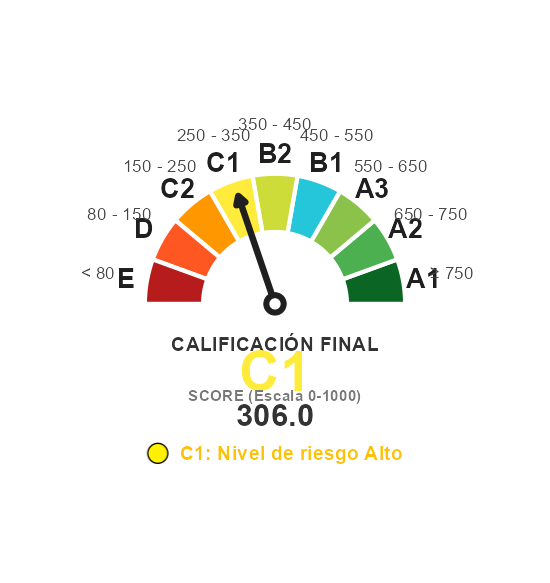 350 - 450
250 - 350
450 - 550
B2
C1
B1
150 - 250
550 - 650
C2
A3
80 - 150
650 - 750
D
A2
< 80
E
A1
≥ 750
CALIFICACIÓN FINAL
C1
SCORE (Escala 0-1000)
306.0
C1: Nivel de riesgo Alto